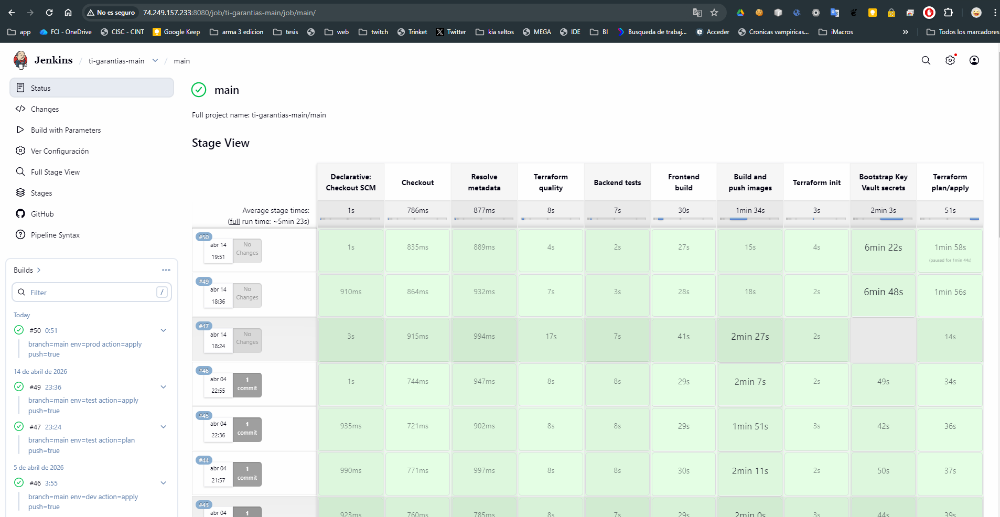 No es seguro
74.249.157.233:8080/job/ti-garantias-main/job/main/
app
FCI - OneDrive
CISC - CINT
Google Keep
arma 3 edicion
tesis
web
twitch
Trinket
Twitter
kia seltos
MEGA
IDE
BI
Busqueda de trabaj...
Acceder
Cronicas vampiricas...
iMacros
»
Todos los marcadores
Jenkins / ti-garantias-main / main
Status
Changes
Build with Parameters
Ver Configuración
Full Stage View
Stages
GitHub
Pipeline Syntax
Builds
Filter
/
Today
#50 0:51
branch=main env=prod action=apply
push=true
14 de abril de 2026
#49 23:36
branch=main env=test action=apply
push=true
#47 23:24
branch=main env=test action=plan
push=true
5 de abril de 2026
#46 3:55
branch=main env=dev action=apply
push=true
main
Full project name: ti-garantias-main/main
Stage View
Declarative:
Checkout SCM
Checkout
Resolve
metadata
Terraform
quality
Backend tests
Frontend
build
Build and
push images
Terraform init
Bootstrap Key
Vault secrets
Terraform
plan/apply
Average stage times:
(full run time: ~5min 23s)
1s 786ms 877ms 8s 7s 30s 1min 34s 3s 2min 3s 51s
#50
abr 14
19:51
No
Changes
1s 835ms 889ms 4s 2s 27s 15s 4s 6min 22s 1min 58s
(paused for 1min 44s)
#49
abr 14
18:36
No
Changes
910ms 864ms 932ms 7s 3s 28s 18s 2s 6min 48s 1min 56s
#47
abr 14
18:24
No
Changes
3s 915ms 994ms 17s 7s 41s 2min 27s 2s 14s
#46
abr 04
22:55
1
commit
1s 744ms 947ms 8s 8s 29s 2min 7s 2s 49s 34s
#45
abr 04
22:36
1
commit
935ms 721ms 902ms 8s 8s 29s 1min 51s 3s 42s 36s
#44
abr 04
21:57
1
commit
990ms 771ms 997ms 8s 8s 30s 2min 11s 2s 50s 37s
#43
abr 04
1
923ms 760ms 785ms 8s 7s 29s 2min 0s 3s 44s 39s